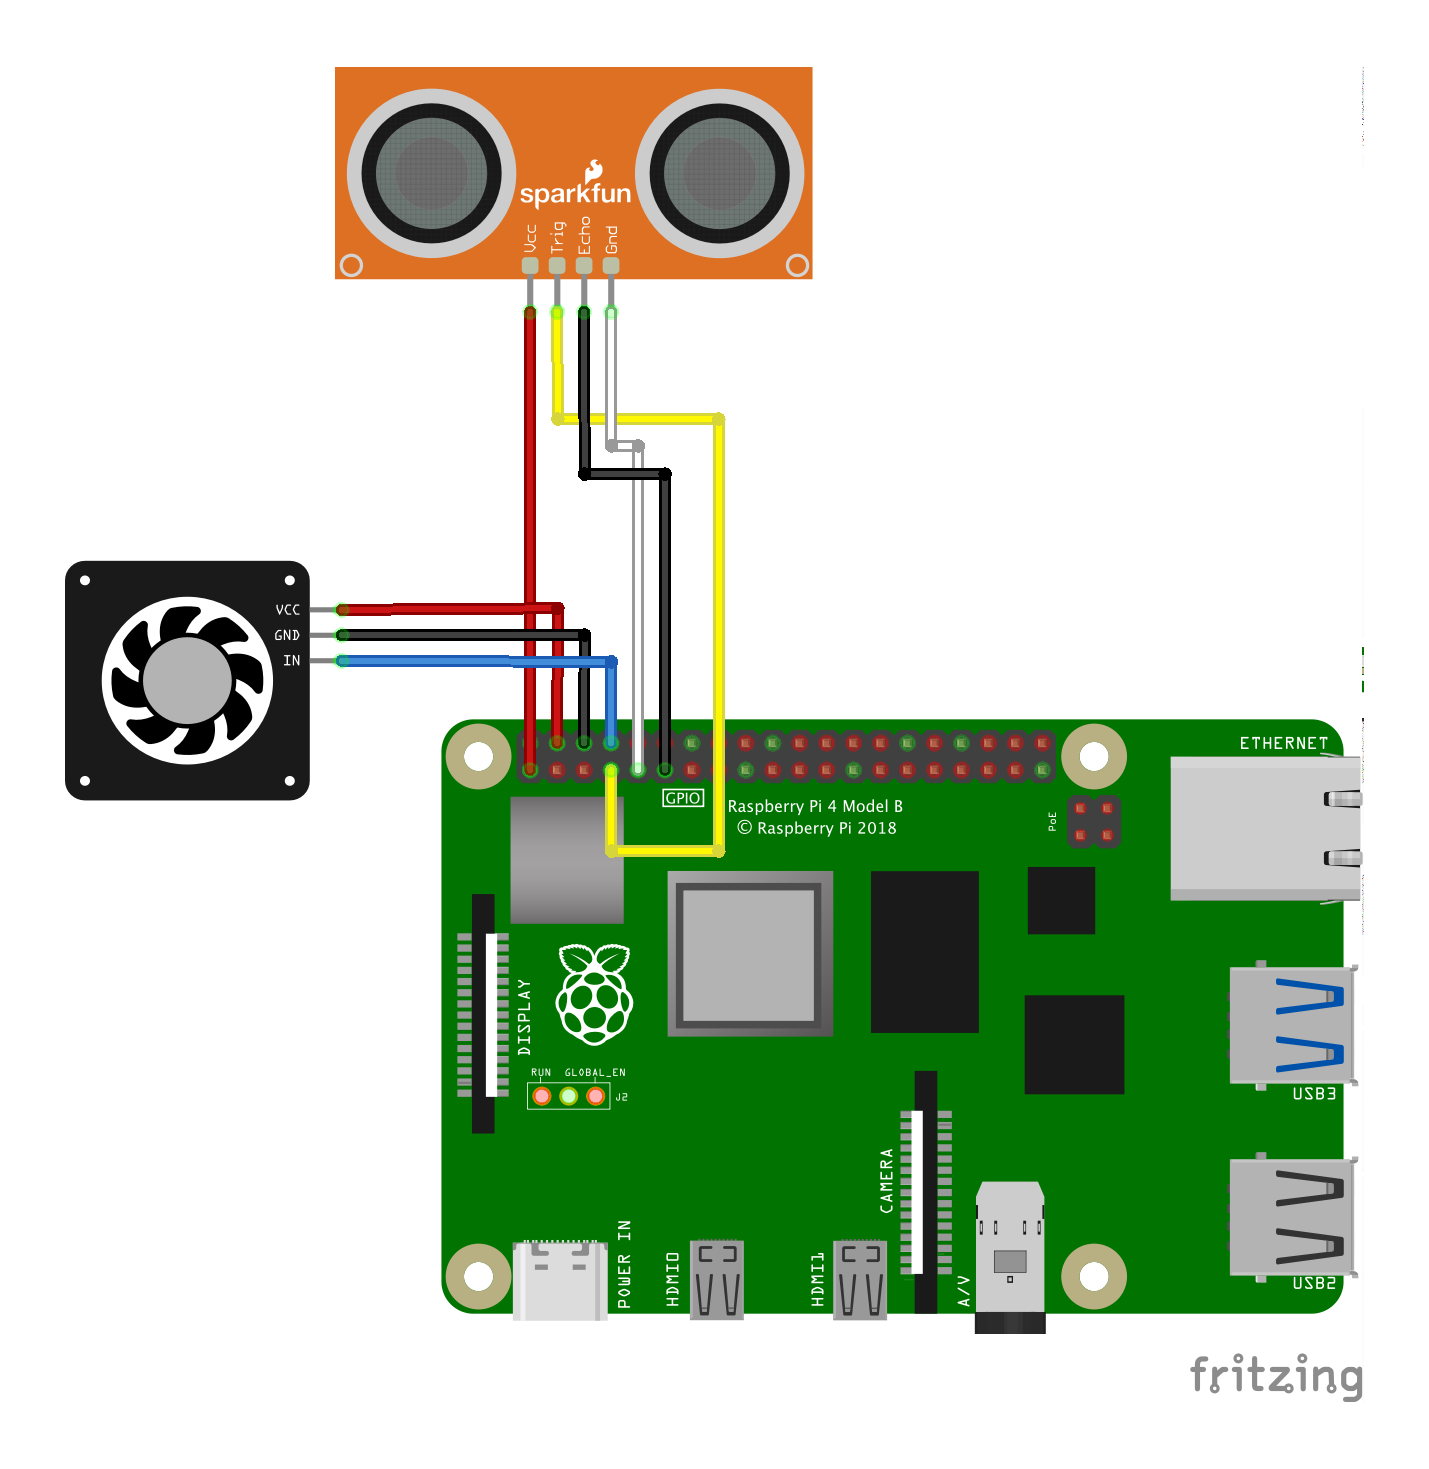 sparkfun
Vcc
Trig
Echo
Gnd
VCC
GND
IN
ETHERNET
GPIO
Raspberry Pi 4 Model B
© Raspberry Pi 2018
PoE
DISPLAY
RUN
GLOBAL_EN
J2
USB3
CAMERA
POWER IN
HDMI0
HDMI1
A/V
USB2
fritzing